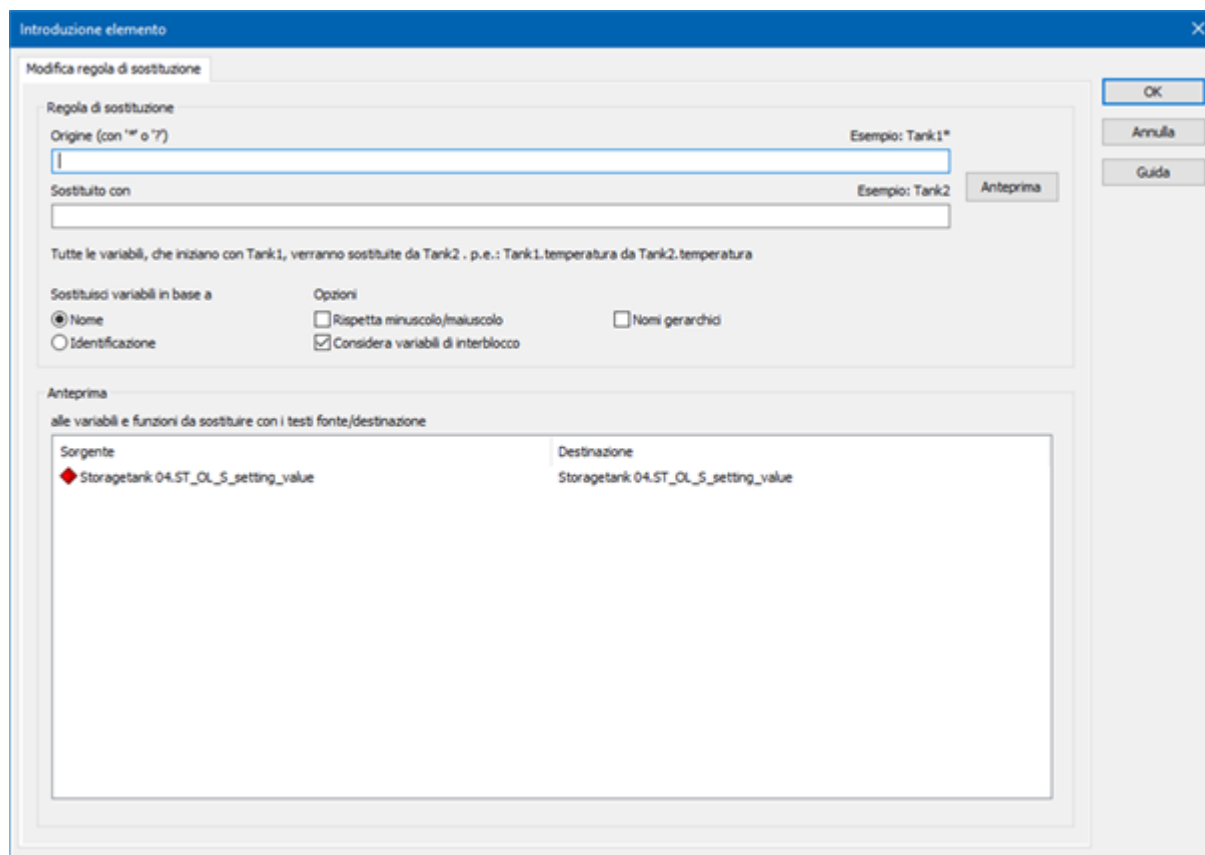 Introduzione elemento
Modifica regola di sostituzione
OK
Annulla
Guida
Regola di sostituzione
Origine (con '*' o '?') Esempio: Tank1*
Sostituito con Esempio: Tank2 Anteprima
Tutte le variabili, che iniziano con Tank1, verranno sostituite da Tank2 . p.e.: Tank1.temperatura da Tank2.temperatura
Sostituisci variabili in base a Opzioni
Nome Rispetta minuscolo/maiuscolo Nomi gerarchici
Identificazione Considera variabili di interblocco
Anteprima
alle variabili e funzioni da sostituire con i testi fonte/destinazione
Sorgente Destinazione
Storagetank 04.ST_OL_S_setting_value Storagetank 04.ST_OL_S_setting_value